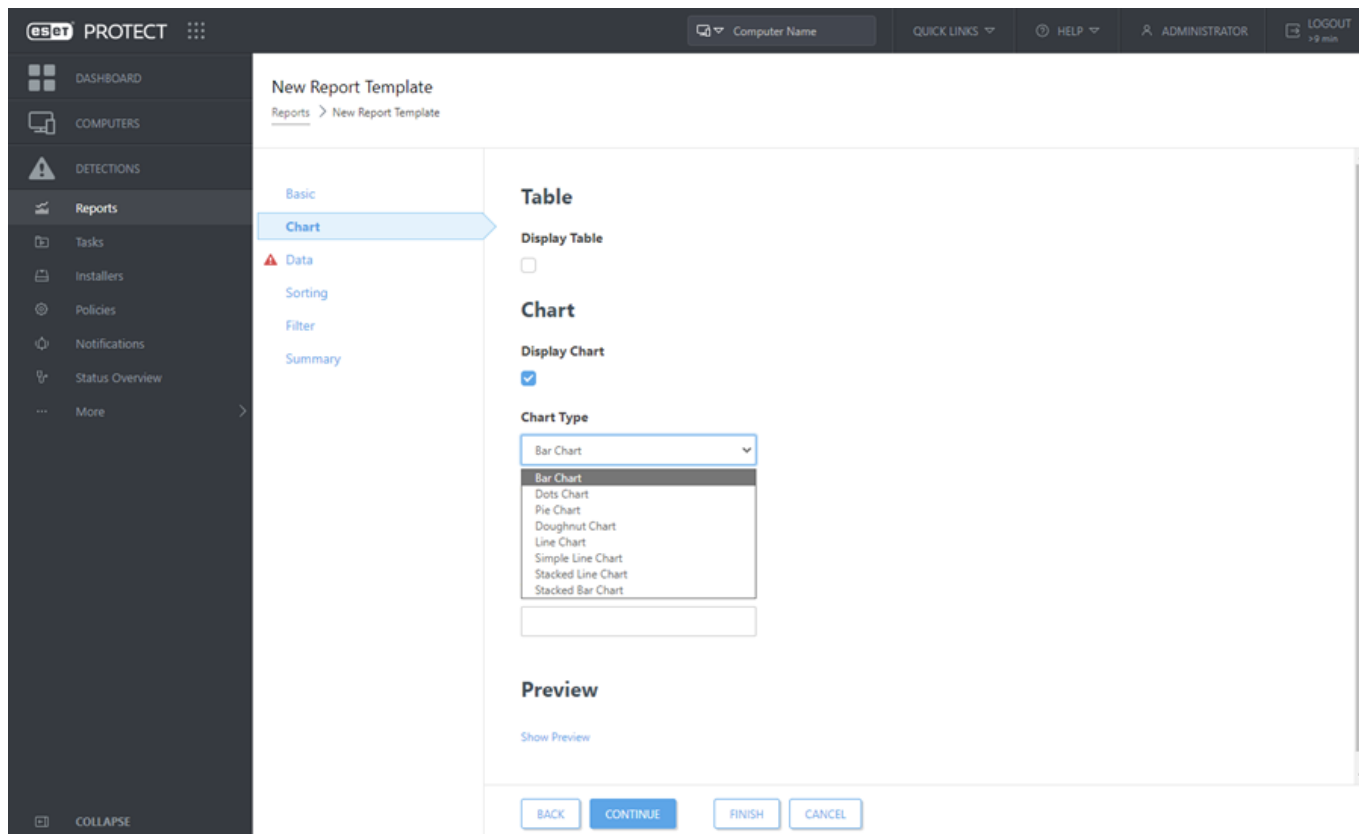 eset PROTECT
Computer Name
QUICK LINKS
HELP
ADMINISTRATOR
LOGOUT
>9 min
DASHBOARD
COMPUTERS
DETECTIONS
Reports
Tasks
Installers
Policies
Notifications
Status Overview
More
COLLAPSE
New Report Template
Reports > New Report Template
Basic
Chart
Data
Sorting
Filter
Summary
Table
Display Table
Chart
Display Chart
Chart Type
Bar Chart
Bar Chart
Dots Chart
Pie Chart
Doughnut Chart
Line Chart
Simple Line Chart
Stacked Line Chart
Stacked Bar Chart
Preview
Show Preview
BACK
CONTINUE
FINISH
CANCEL